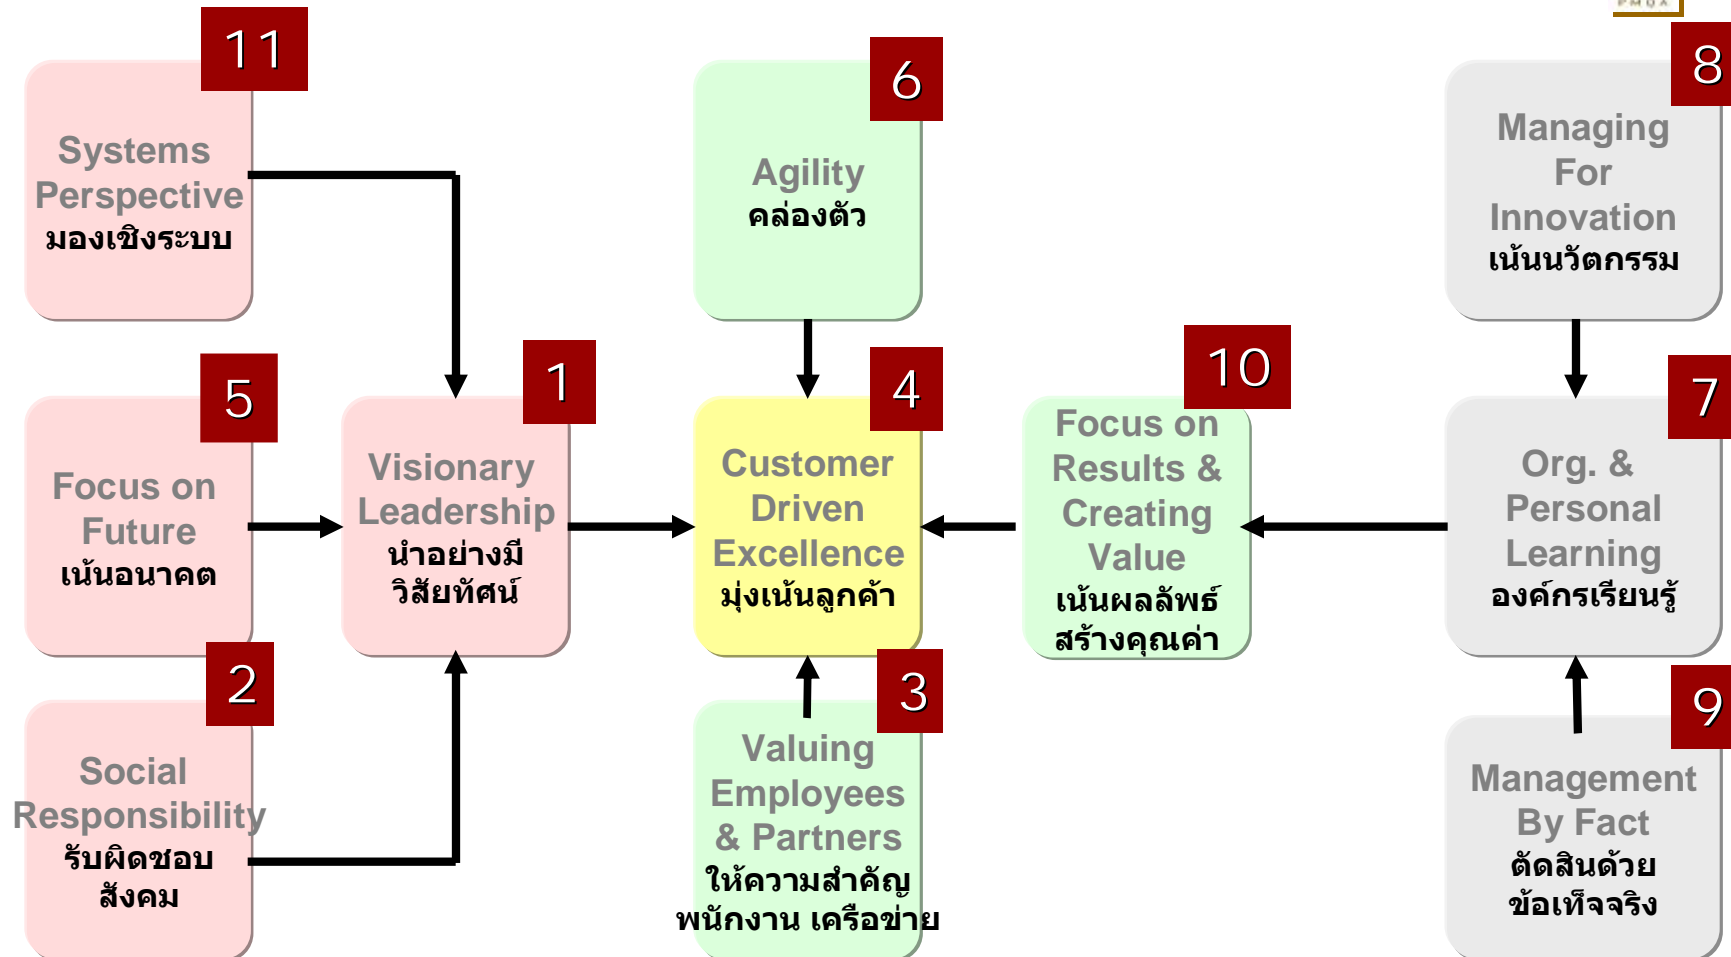 PMQA
11
Systems
Perspective
มองเชิงระบบ
6
Agility
คล่องตัว
8
Managing
For
Innovation
เน้นนวัตกรรม
5
Focus on
Future
เน้นอนาคต
1
Visionary
Leadership
นำอย่างมี
วิสัยทัศน์
4
Customer
Driven
Excellence
มุ่งเน้นลูกค้า
10
Focus on
Results &
Creating
Value
เน้นผลลัพธ์
สร้างคุณค่า
7
Org. &
Personal
Learning
องค์กรเรียนรู้
2
Social
Responsibility
รับผิดชอบ
สังคม
3
Valuing
Employees
& Partners
ให้ความสำคัญ
พนักงาน เครือข่าย
9
Management
By Fact
ตัดสินด้วย
ข้อเท็จจริง